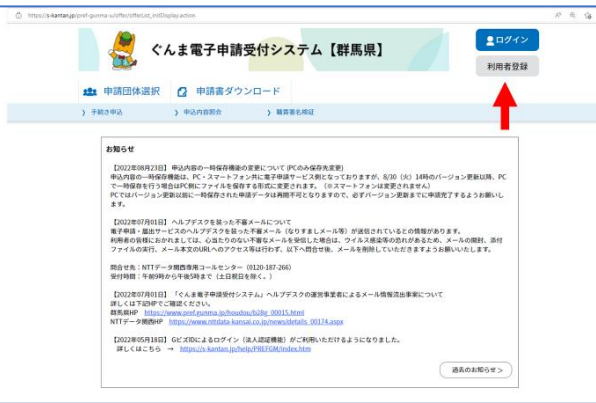 https://s-kantan.jp/pref-gunma-u/offer/offerList_initDisplay.action
ぐんま電子申請受付システム【群馬県】
ログイン
利用者登録
申請団体選択
申請書ダウンロード
手続き申込
申込内容照会
職責署名検証
お知らせ
【2022年08月23日】 申込内容の一時保存機能の変更について (PCのみ保存先変更)
申込内容の一時保存機能は、PC・スマートフォン共に電子申請サービス側となっておりますが、8/30(火)14時のバージョン更新以降、PC
で一時保存を行う場合はPC側にファイルを保存する形式に変更されます。(※スマートフォンは変更されません)
PCではバージョン更新以前に一時保存された申請データは再開不可となりますので、必ずバージョン更新までに申請完了するようお願いし
ます。
【2022年07月01日】 ヘルプデスクを装った不審メールについて
電子申請・届出サービスのヘルプデスクを装った不審メール(なりすましメール等)が送信されているとの情報があります。
利用者の皆様におかれましては、心当たりのない不審なメールを受信した場合は、ウイルス感染等の恐れがあるため、メールの開封、添付
ファイルの実行、メール本文のURLへのアクセス等は行わず、以下へ問合せ後、メールを削除していただきますようお願いいたします。
問合せ先:NTTデータ関西専用コールセンター (0120-187-266)
受付時間:午前9時から午後5時まで(土日祝日を除く。)
【2022年07月01日】 「ぐんま電子申請受付システム」ヘルプデスクの運営事業者によるメール情報流出事案について
詳しくは下記HPでご確認ください。
群馬県HP https://www.pref.gunma.jp/houdou/b28g_00015.html
NTTデータ関西HP https://www.nttdata-kansai.co.jp/news/details_00174.aspx
【2022年05月18日】 GビズIDによるログイン(法人認証機能)がご利用いただけるようになりました。
詳しくはこちら → https://s-kantan.jp/help/PREFGM/index.htm
過去のお知らせ >